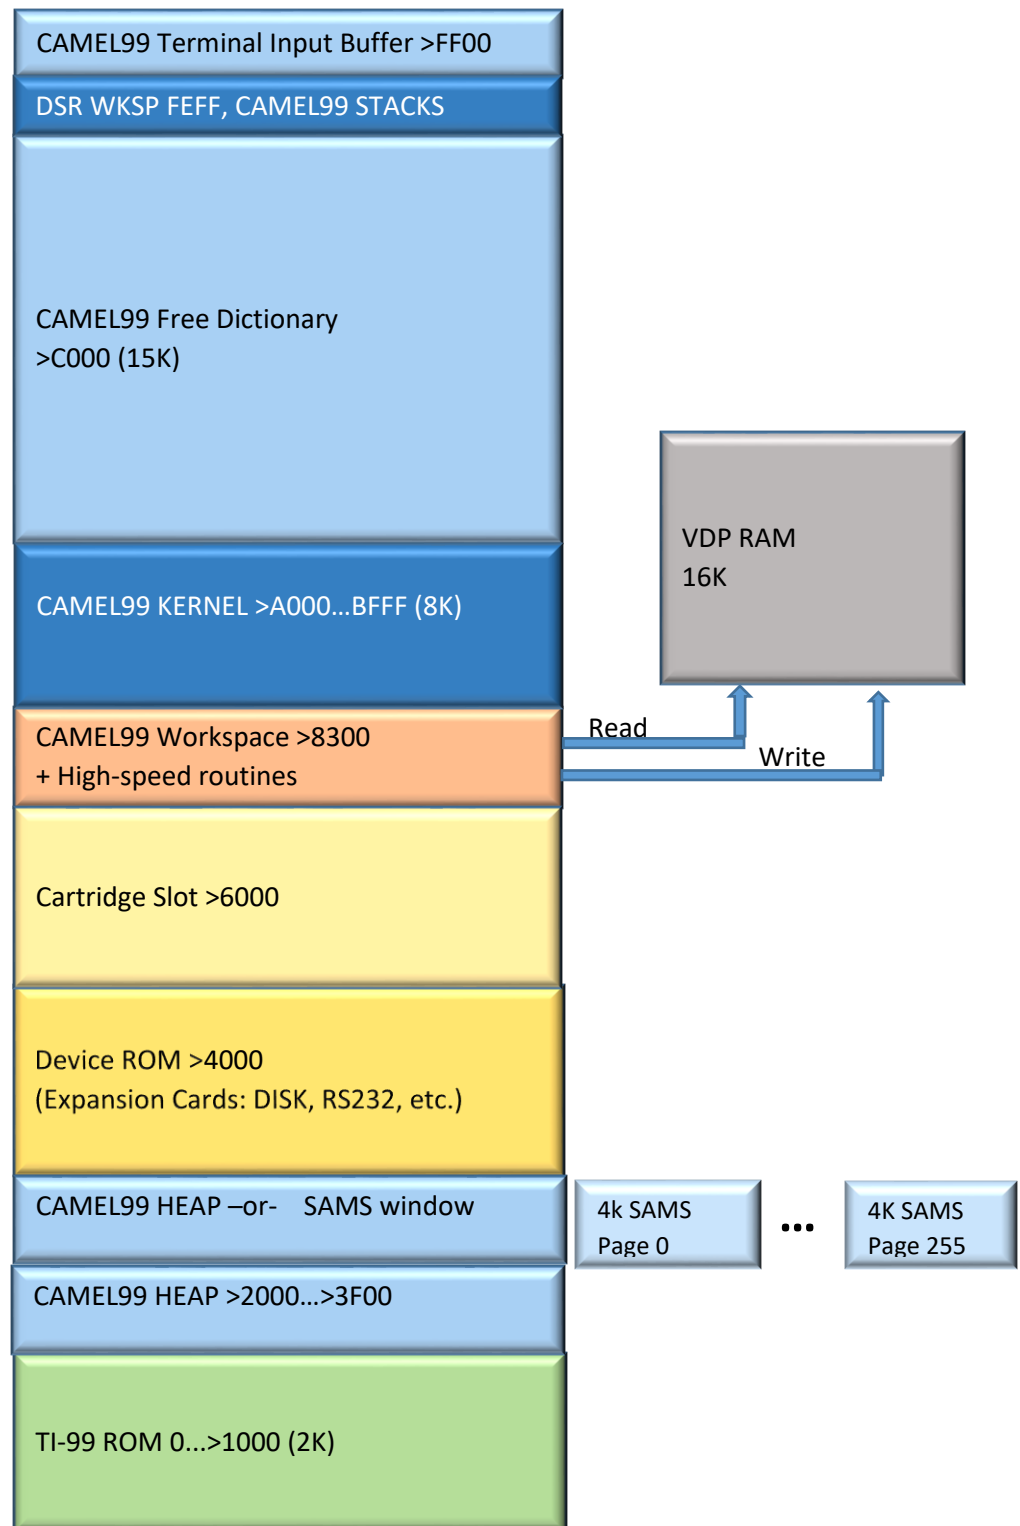 CAMEL99 Terminal Input Buffer >FF00
DSR WKSP FEFF, CAMEL99 STACKS
CAMEL99 Free Dictionary
>C000 (15K)
VDP RAM
16K
CAMEL99 KERNEL >A000...BFFF (8K)
CAMEL99 Workspace >8300
+ High-speed routines
Read
Write
Cartridge Slot >6000
Device ROM >4000
(Expansion Cards: DISK, RS232, etc.)
CAMEL99 HEAP –or- SAMS window
4k SAMS
Page 0
...
4K SAMS
Page 255
CAMEL99 HEAP >2000...>3F00
TI-99 ROM 0...>1000 (2K)